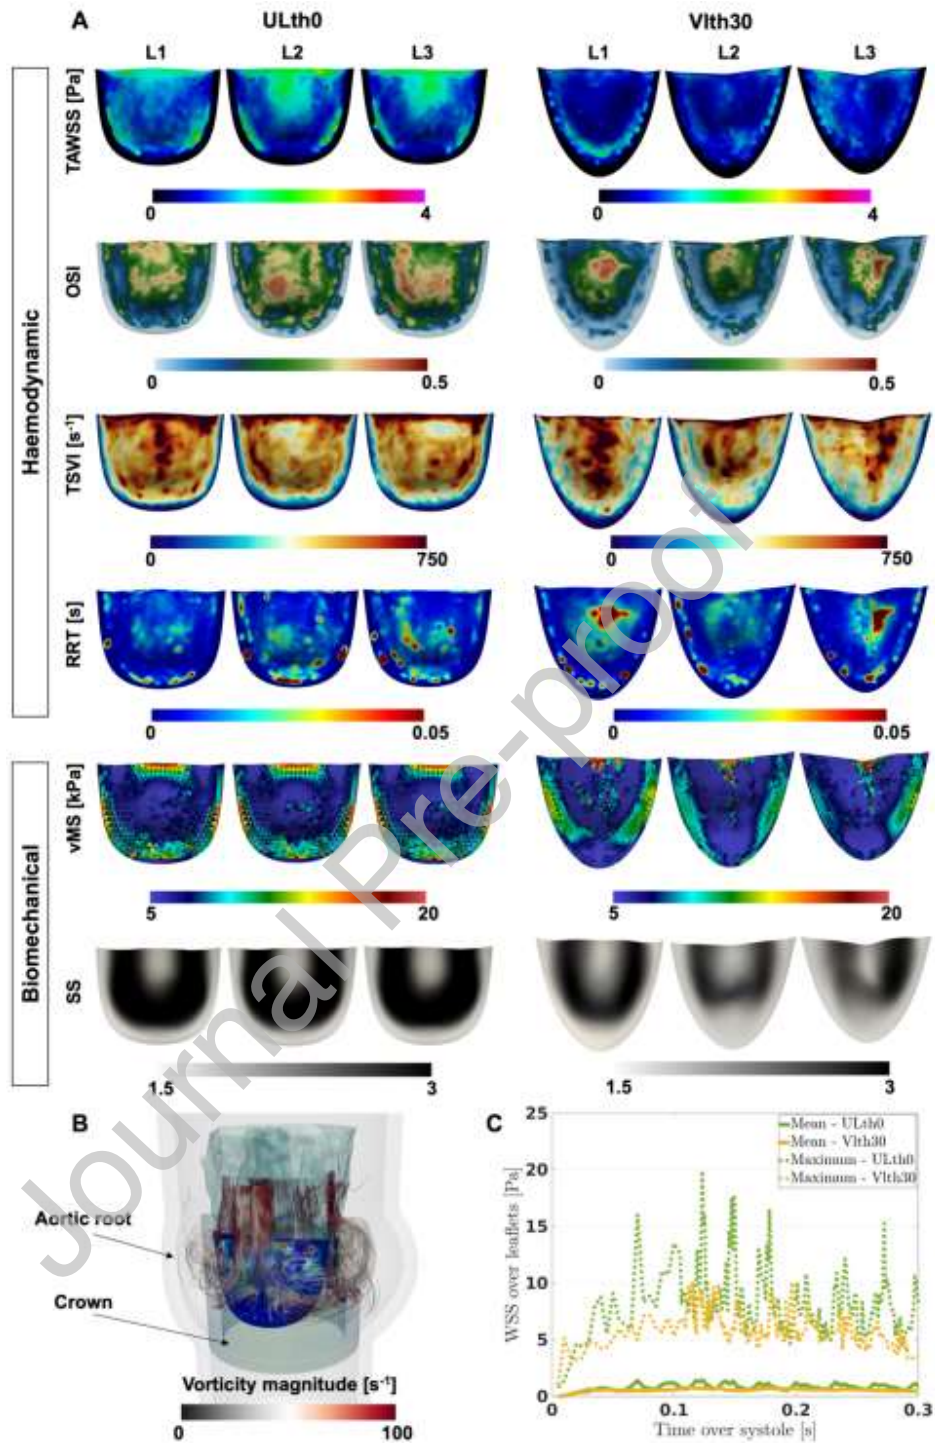 A
ULth0
Vlth30
L1
L2
L3
L1
L2
L3
Haemodynamic
TAWSS [Pa]
0
4
0
4
OSI
0
0.5
0
0.5
TSVI [s⁻¹]
0
750
0
750
RRT [s]
0
0.05
0
0.05
Biomechanical
vMS [kPa]
5
20
5
20
SS
1.5
3
1.5
3
Journal Pre-proof
B
Aortic root
Crown
Vorticity magnitude [s⁻¹]
0
100
C
WSS over leaflets [Pa]
25
20
15
10
5
0
Mean - ULth0
Mean - Vlth30
Maximum - ULth0
Maximum - Vlth30
0
0.1
0.2
0.3
Time over systole [s]